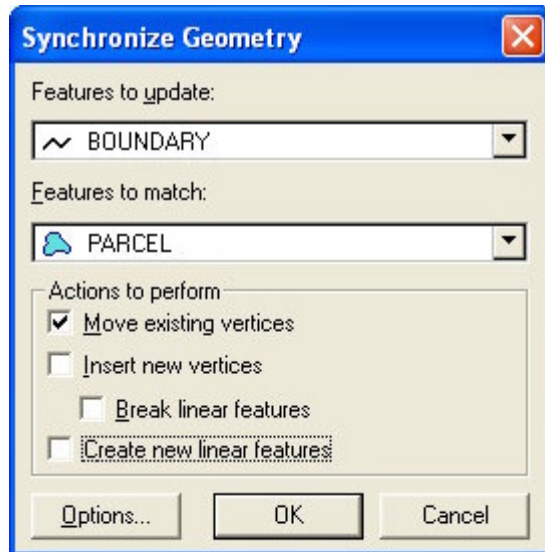 Synchronize Geometry
Features to update:
BOUNDARY
Features to match:
PARCEL
Actions to perform
Move existing vertices
Insert new vertices
Break linear features
Create new linear features
Options... OK Cancel